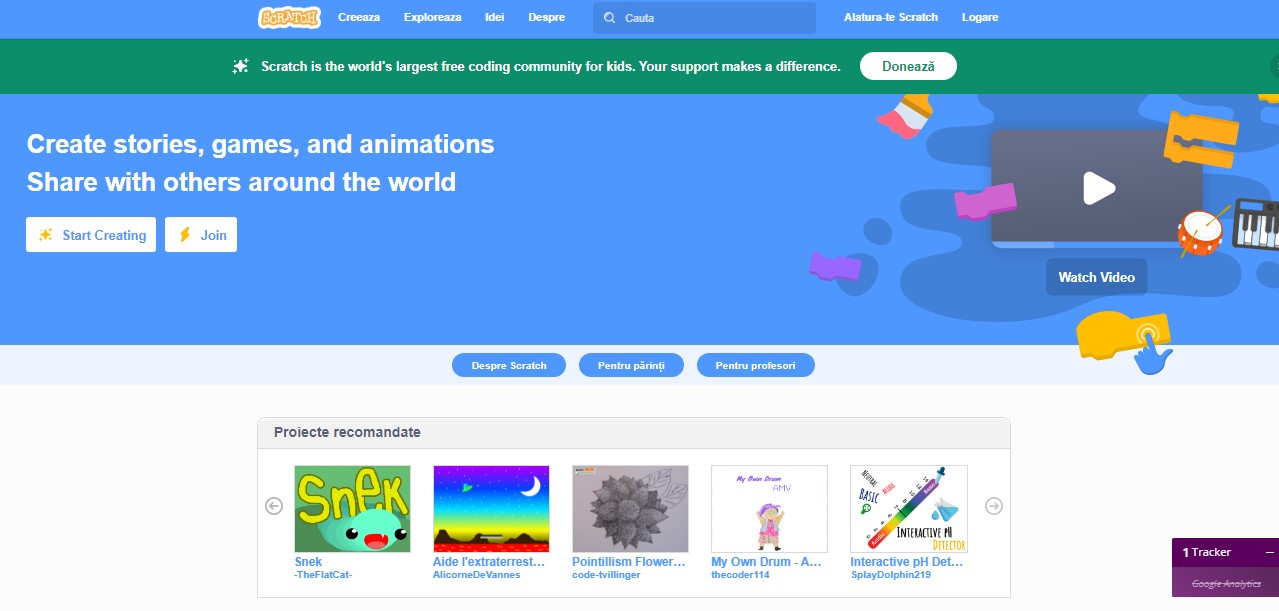 SCRATCH Creeaza Exploreaza Idei Despre Cauta Alatura-te Scratch Logare
Scratch is the world's largest free coding community for kids. Your support makes a difference. Donează
Create stories, games, and animations
Share with others around the world
Start Creating Join
Watch Video
Despre Scratch Pentru părinți Pentru profesori
Proiecte recomandate
Snek
My Own Drum
AMV
Neutral
Basic
Acidic
Basic
Acidic
INTERACTIVE pH
DETECTOR
Snek Aide l'extraterrest... Pointillism Flower... My Own Drum - A... Interactive pH Det...
-TheFlatCat- AlicorneDeVannes code-tvillinger thecoder114 SplayDolphin219
1 Tracker
Google Analytics